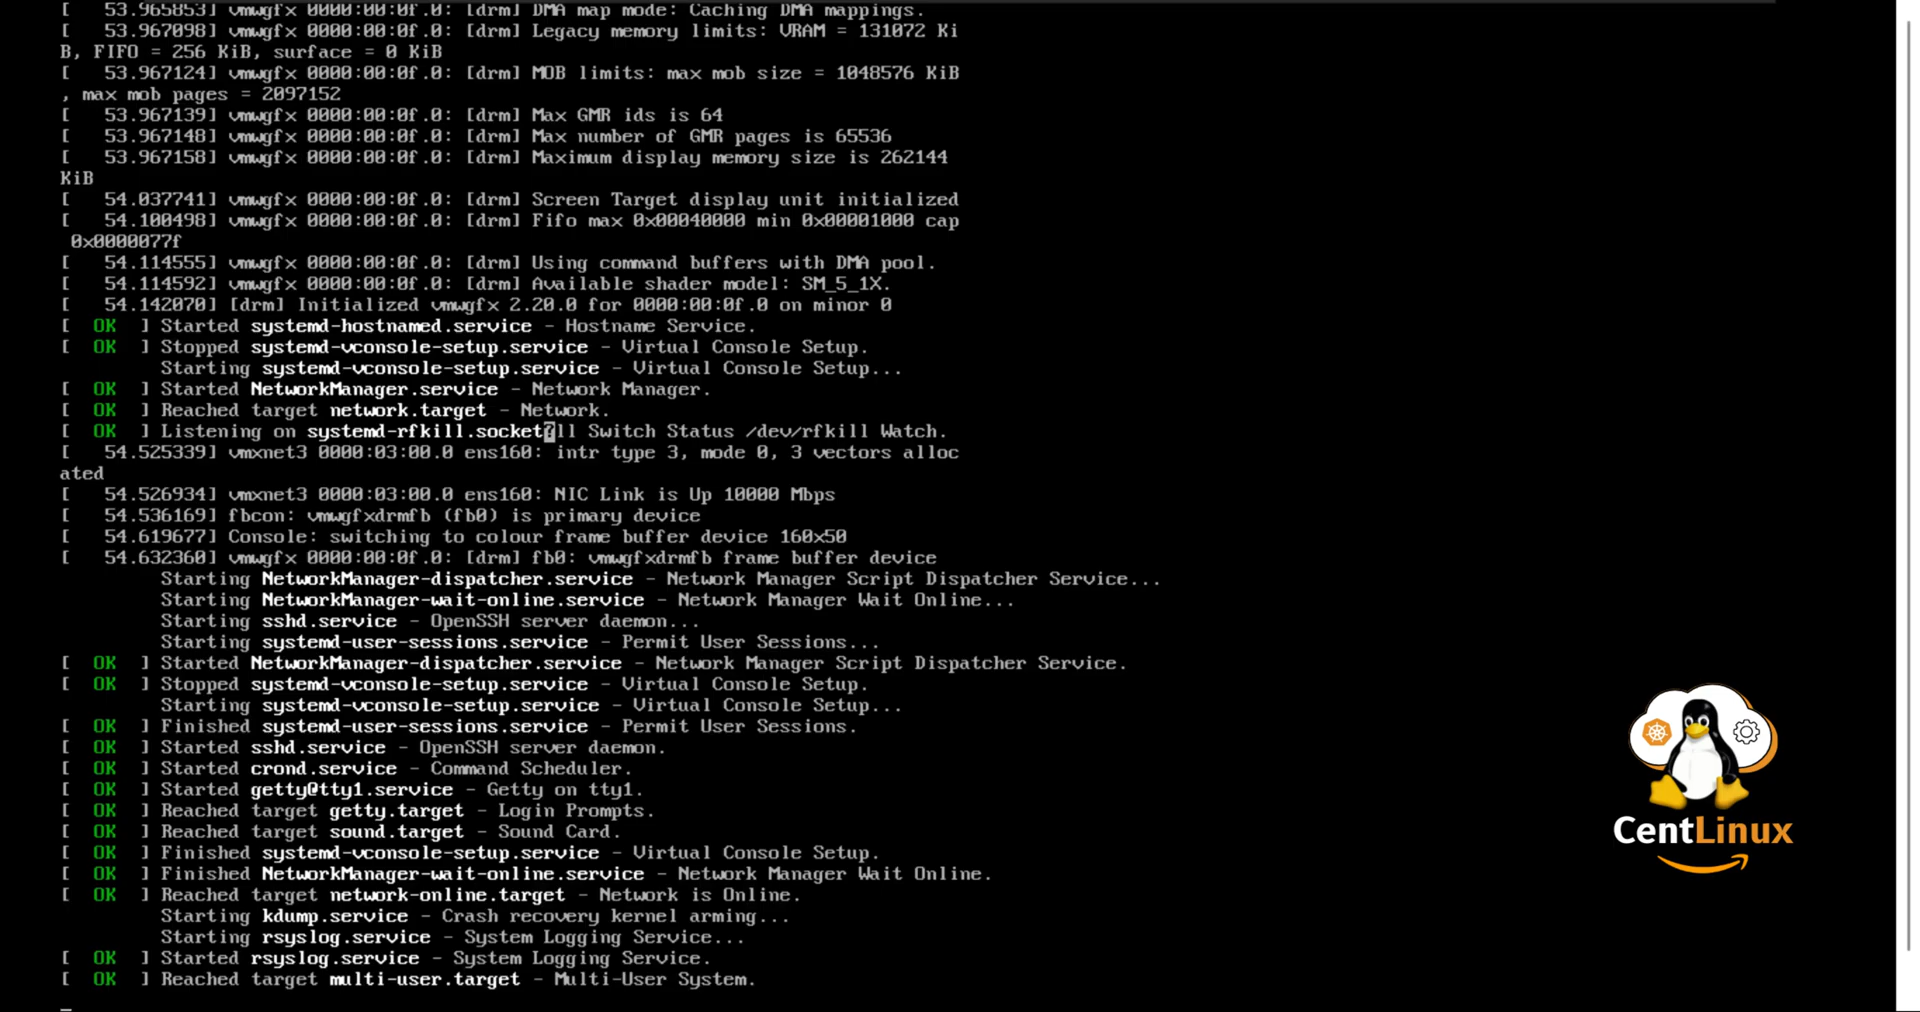 [   53.965853] vmwgfx 0000:00:0f.0: [drm] DMA map mode: Caching DMA mappings.
[   53.967098] vmwgfx 0000:00:0f.0: [drm] Legacy memory limits: VRAM = 131072 Ki
B, FIFO = 256 KiB, surface = 0 KiB
[   53.967124] vmwgfx 0000:00:0f.0: [drm] MOB limits: max mob size = 1048576 KiB
, max mob pages = 2097152
[   53.967139] vmwgfx 0000:00:0f.0: [drm] Max GMR ids is 64
[   53.967148] vmwgfx 0000:00:0f.0: [drm] Max number of GMR pages is 65536
[   53.967158] vmwgfx 0000:00:0f.0: [drm] Maximum display memory size is 262144
KiB
[   54.037741] vmwgfx 0000:00:0f.0: [drm] Screen Target display unit initialized
[   54.100498] vmwgfx 0000:00:0f.0: [drm] Fifo max 0x00040000 min 0x00001000 cap
 0x0000077f
[   54.114555] vmwgfx 0000:00:0f.0: [drm] Using command buffers with DMA pool.
[   54.114592] vmwgfx 0000:00:0f.0: [drm] Available shader model: SM_5_1X.
[   54.142070] [drm] Initialized vmwgfx 2.20.0 for 0000:00:0f.0 on minor 0
[  OK  ] Started systemd-hostnamed.service - Hostname Service.
[  OK  ] Stopped systemd-vconsole-setup.service - Virtual Console Setup.
         Starting systemd-vconsole-setup.service - Virtual Console Setup...
[  OK  ] Started NetworkManager.service - Network Manager.
[  OK  ] Reached target network.target - Network.
[  OK  ] Listening on systemd-rfkill.socket?ll Switch Status /dev/rfkill Watch.
[   54.525339] vmxnet3 0000:03:00.0 ens160: intr type 3, mode 0, 3 vectors alloc
ated
[   54.526934] vmxnet3 0000:03:00.0 ens160: NIC Link is Up 10000 Mbps
[   54.536169] fbcon: vmwgfxdrmfb (fb0) is primary device
[   54.619677] Console: switching to colour frame buffer device 160x50
[   54.632360] vmwgfx 0000:00:0f.0: [drm] fb0: vmwgfxdrmfb frame buffer device
         Starting NetworkManager-dispatcher.service - Network Manager Script Dispatcher Service...
         Starting NetworkManager-wait-online.service - Network Manager Wait Online...
         Starting sshd.service - OpenSSH server daemon...
         Starting systemd-user-sessions.service - Permit User Sessions...
[  OK  ] Started NetworkManager-dispatcher.service - Network Manager Script Dispatcher Service.
[  OK  ] Stopped systemd-vconsole-setup.service - Virtual Console Setup.
         Starting systemd-vconsole-setup.service - Virtual Console Setup...
[  OK  ] Finished systemd-user-sessions.service - Permit User Sessions.
[  OK  ] Started sshd.service - OpenSSH server daemon.
[  OK  ] Started crond.service - Command Scheduler.
[  OK  ] Started getty@tty1.service - Getty on tty1.
[  OK  ] Reached target getty.target - Login Prompts.
[  OK  ] Reached target sound.target - Sound Card.
[  OK  ] Finished systemd-vconsole-setup.service - Virtual Console Setup.
[  OK  ] Finished NetworkManager-wait-online.service - Network Manager Wait Online.
[  OK  ] Reached target network-online.target - Network is Online.
         Starting kdump.service - Crash recovery kernel arming...
         Starting rsyslog.service - System Logging Service...
[  OK  ] Started rsyslog.service - System Logging Service.
[  OK  ] Reached target multi-user.target - Multi-User System.
CentLinux